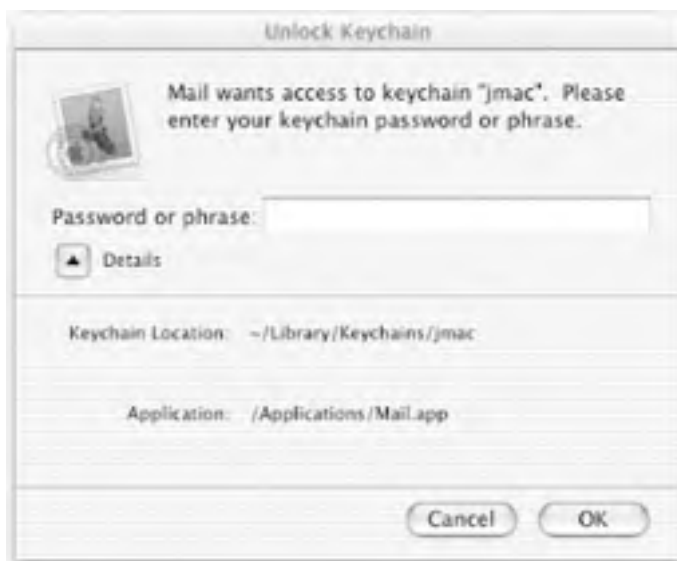 Unlock Keychain
Mail wants access to keychain "jmac". Please
enter your keychain password or phrase.
Password or phrase:
Details
Keychain Location: ~/Library/Keychains/jmac
Application: /Applications/Mail.app
Cancel OK